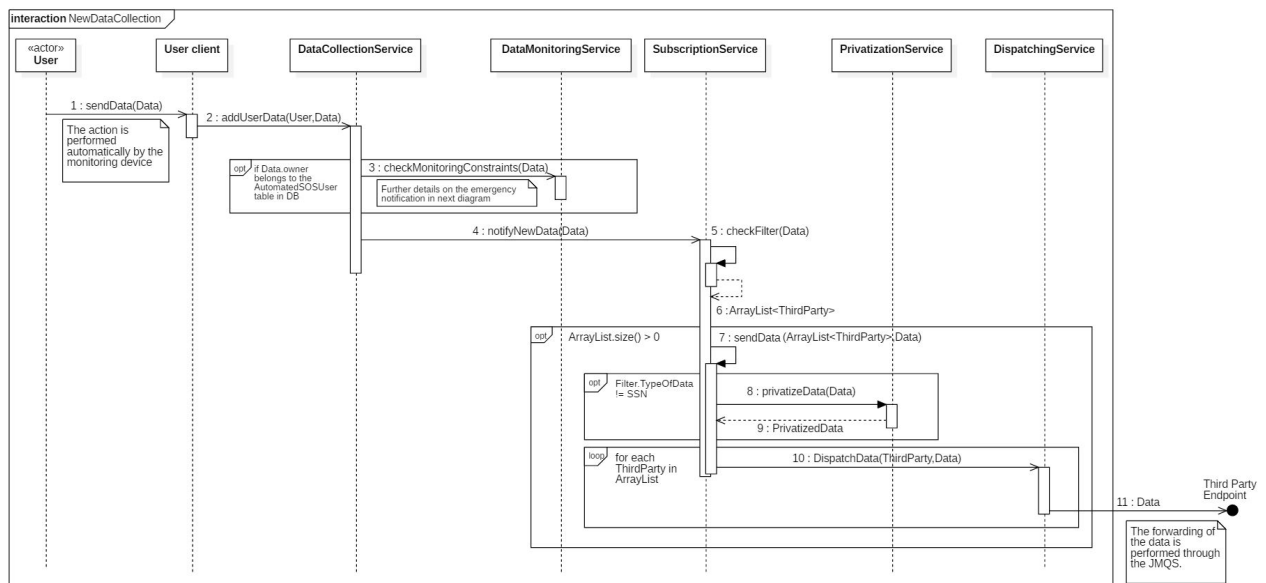 interaction NewDataCollection
«actor»
User
User client
DataCollectionService
DataMonitoringService
SubscriptionService
PrivatizationService
DispatchingService
1 : sendData(Data)
The action is
performed
automatically by the
monitoring device
2 : addUserData(User,Data)
opt
if Data.owner
belongs to the
AutomatedSOSUser
table in DB
3 : checkMonitoringConstraints(Data)
Further details on the emergency
notification in next diagram
4 : notifyNewData(Data)
5 : checkFilter(Data)
6 : ArrayList<ThirdParty>
opt
ArrayList.size() > 0
7 : sendData (ArrayList<ThirdParty>,Data)
opt
Filter.TypeOfData
!= SSN
8 : privatizeData(Data)
9 : PrivatizedData
loop
for each
ThirdParty in
ArrayList
10 : DispatchData(ThirdParty,Data)
11 : Data
Third Party
Endpoint
The forwarding of
the data is
performed through
the JMQS.